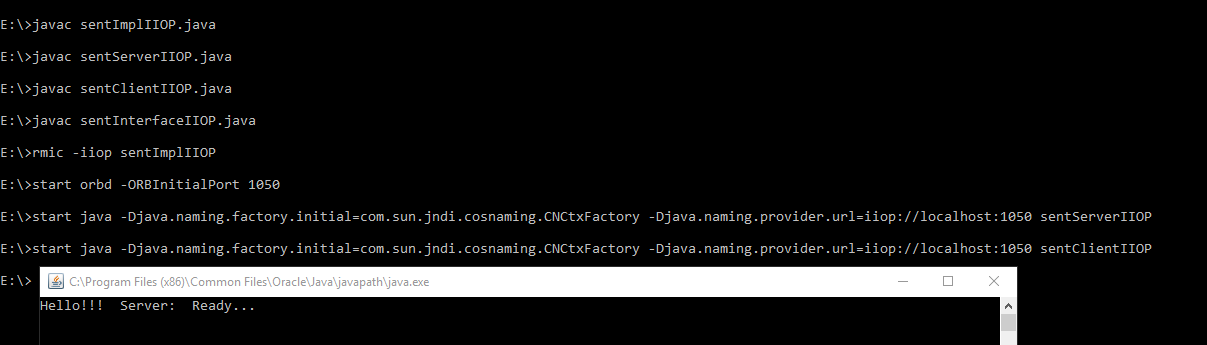 E:\>javac sentImplIIOP.java
E:\>javac sentServerIIOP.java
E:\>javac sentClientIIOP.java
E:\>javac sentInterfaceIIOP.java
E:\>rmic -iiop sentImplIIOP
E:\>start orbd -ORBInitialPort 1050
E:\>start java -Djava.naming.factory.initial=com.sun.jndi.cosnaming.CNCtxFactory -Djava.naming.provider.url=iiop://localhost:1050 sentServerIIOP
E:\>start java -Djava.naming.factory.initial=com.sun.jndi.cosnaming.CNCtxFactory -Djava.naming.provider.url=iiop://localhost:1050 sentClientIIOP
E:\>
C:\Program Files (x86)\Common Files\Oracle\Java\javapath\java.exe
Hello!!!  Server:  Ready...